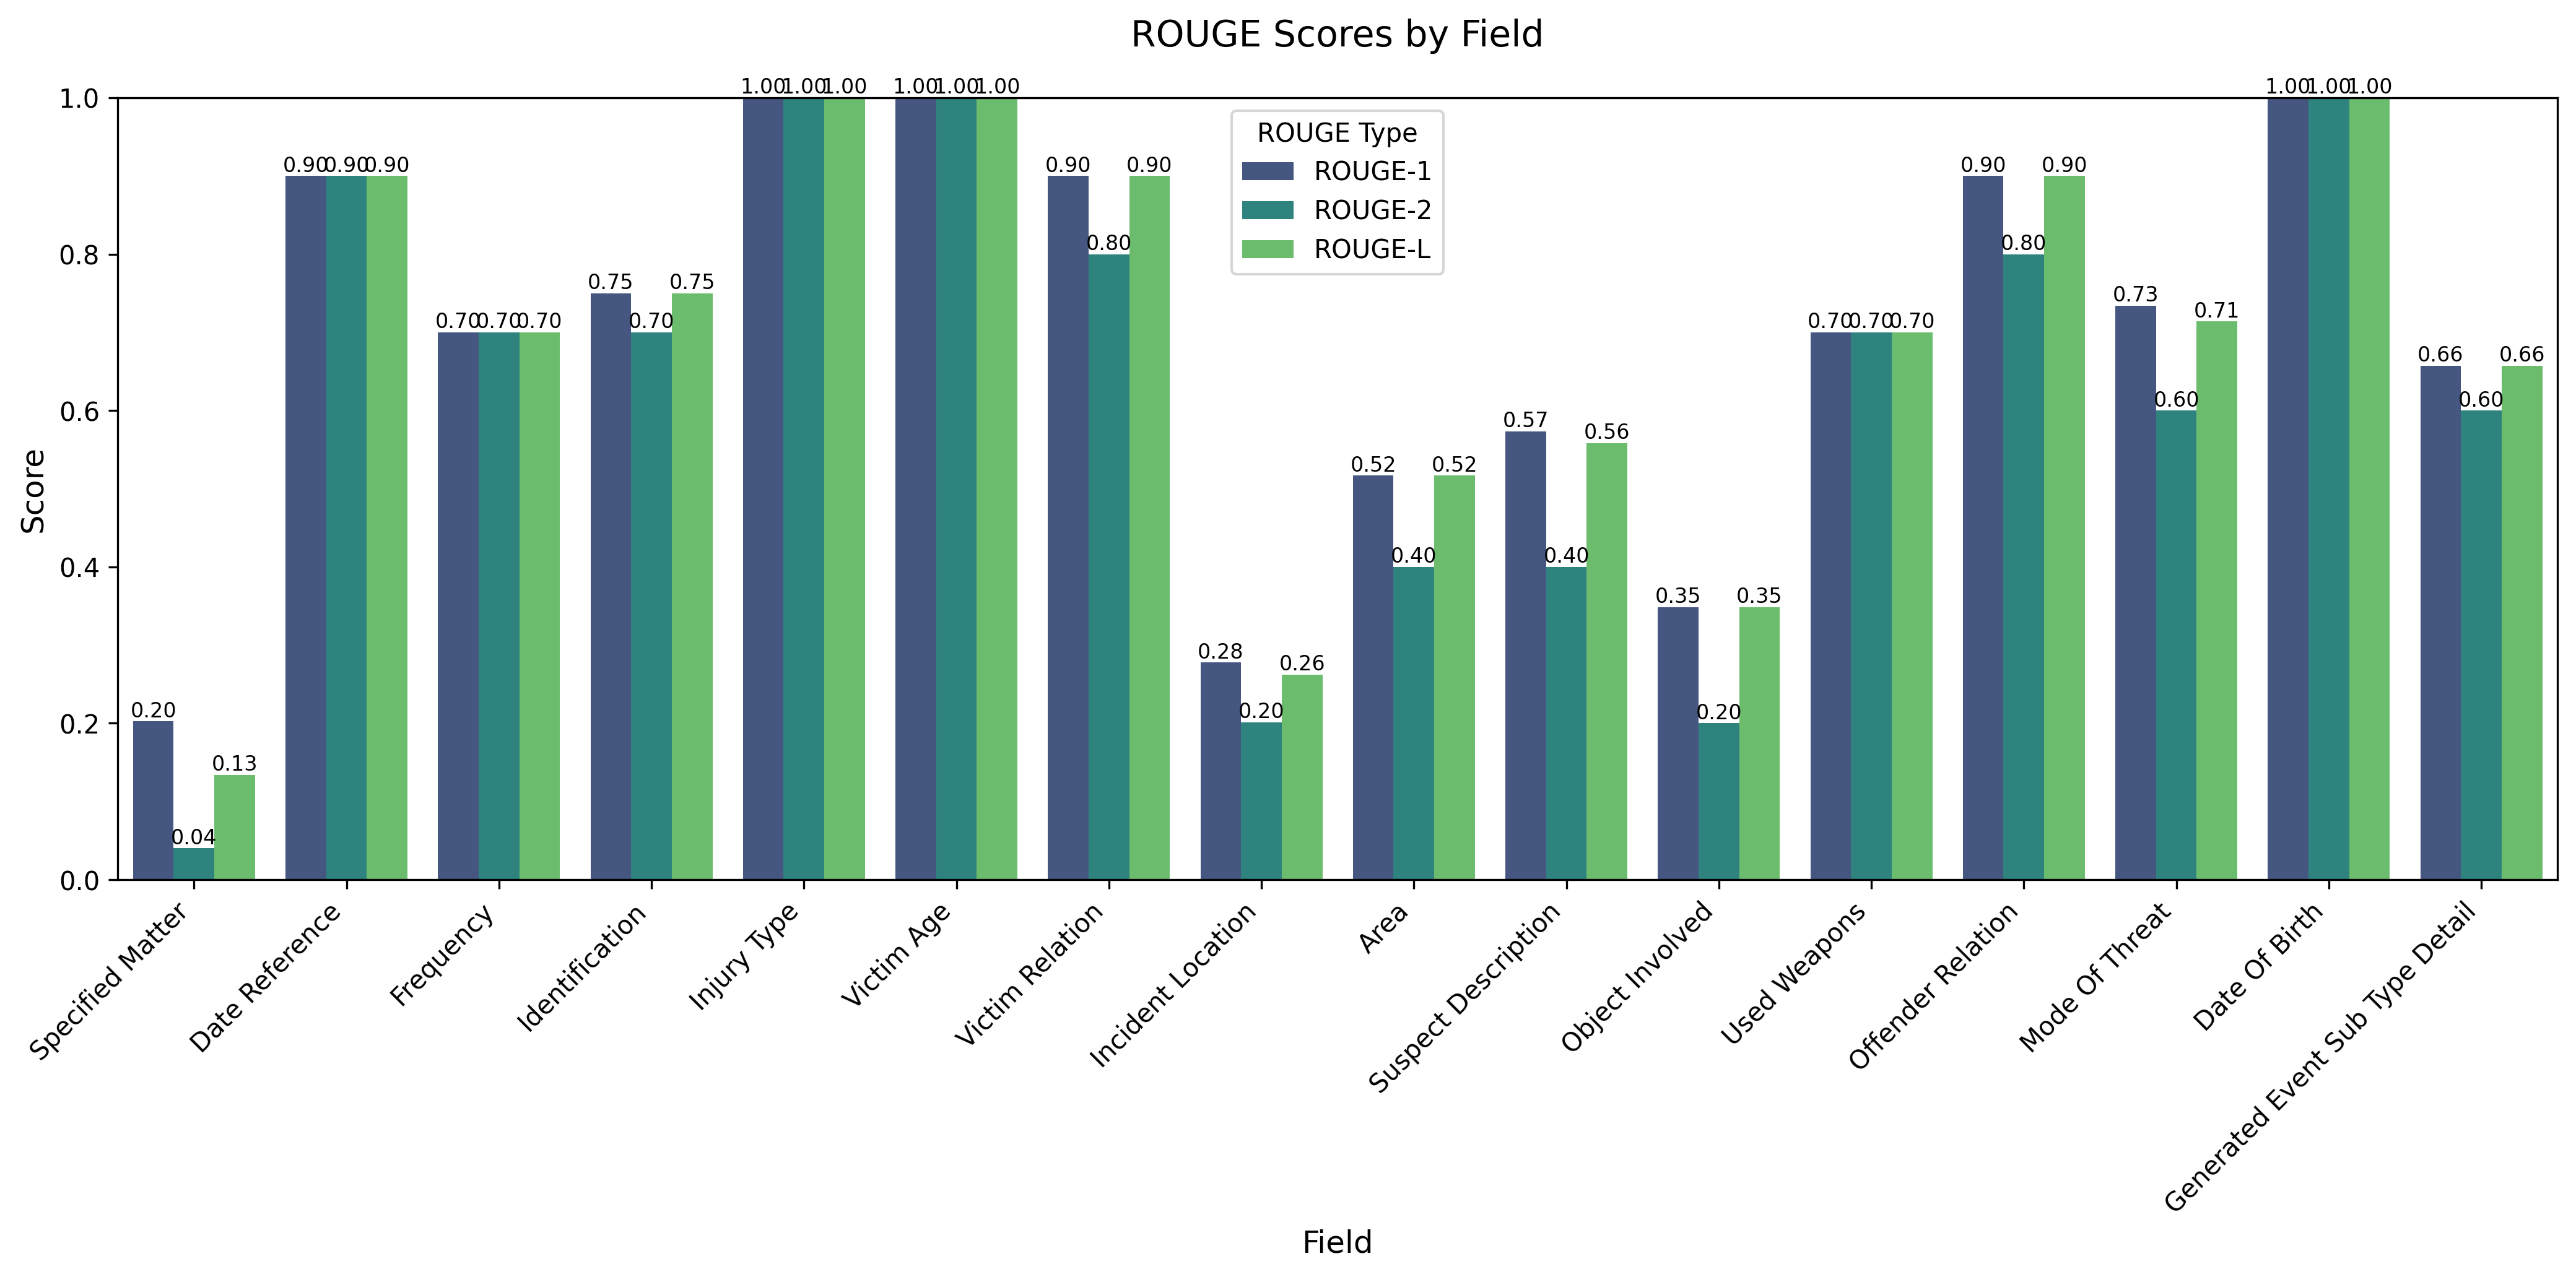 ROUGE Scores by Field
1.00 1.00 1.00 1.00 1.00 1.00 1.00 1.00 1.00
0.90 0.90 0.90 0.90 0.80 0.90 0.90 0.80 0.90
0.70 0.70 0.70 0.75 0.70 0.75
0.20 0.04 0.13
0.28 0.20 0.26
0.52 0.40 0.52
0.57 0.40 0.56
0.35 0.20 0.35
0.70 0.70 0.70
0.73 0.60 0.71
0.66 0.60 0.66
ROUGE Type
ROUGE-1
ROUGE-2
ROUGE-L
1.0
0.8
0.6
0.4
0.2
0.0
Score
Specified Matter
Date Reference
Frequency
Identification
Injury Type
Victim Age
Victim Relation
Incident Location
Area
Suspect Description
Object Involved
Used Weapons
Offender Relation
Mode Of Threat
Date Of Birth
Generated Event Sub Type Detail
Field